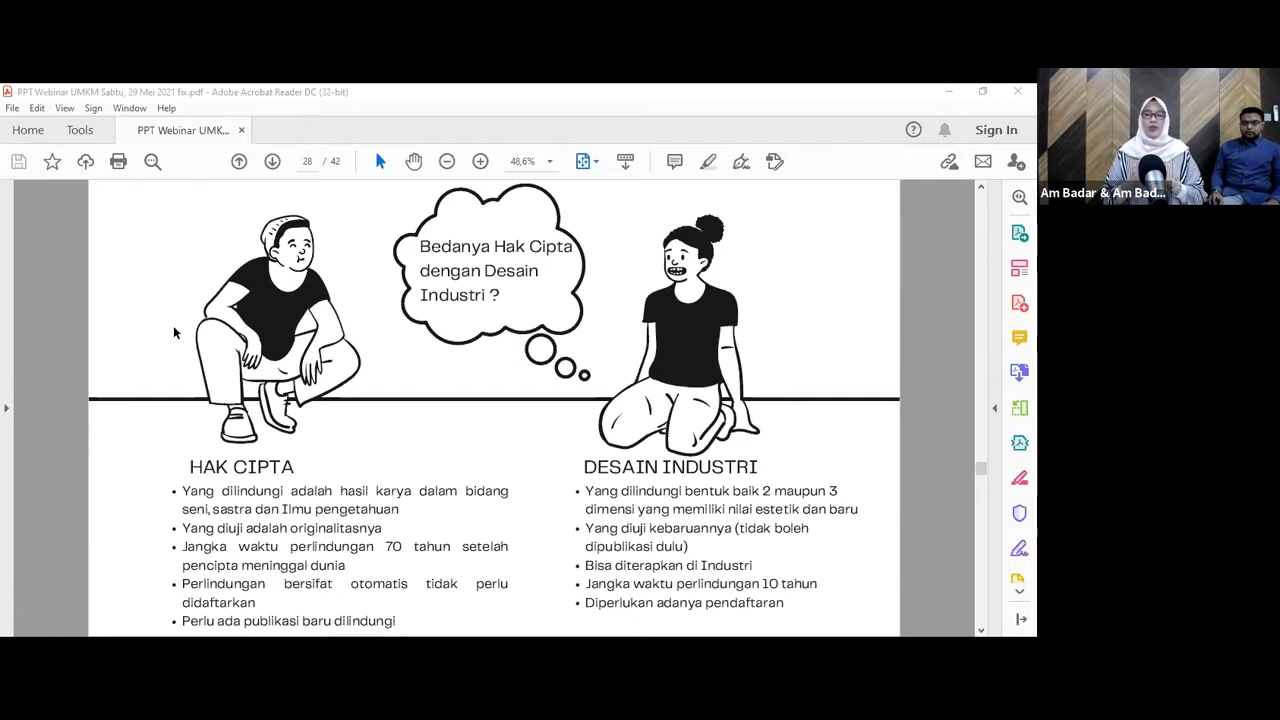 PPT Webinar UMKM Sabtu, 29 Mei 2021 fix.pdf - Adobe Acrobat Reader DC (32-bit)
File Edit View Sign Window Help
Home Tools PPT Webinar UMK... × Sign In
28 / 42 48,6%
Am Badar & Am Bad...
Bedanya Hak Cipta
dengan Desain
Industri ?
HAK CIPTA
• Yang dilindungi adalah hasil karya dalam bidang
seni, sastra dan Ilmu pengetahuan
• Yang diuji adalah originalitasnya
• Jangka waktu perlindungan 70 tahun setelah
pencipta meninggal dunia
• Perlindungan bersifat otomatis tidak perlu
didaftarkan
• Perlu ada publikasi baru dilindungi
DESAIN INDUSTRI
• Yang dilindungi bentuk baik 2 maupun 3
dimensi yang memiliki nilai estetik dan baru
• Yang diuji kebaruannya (tidak boleh
dipublikasi dulu)
• Bisa diterapkan di Industri
• Jangka waktu perlindungan 10 tahun
• Diperlukan adanya pendaftaran